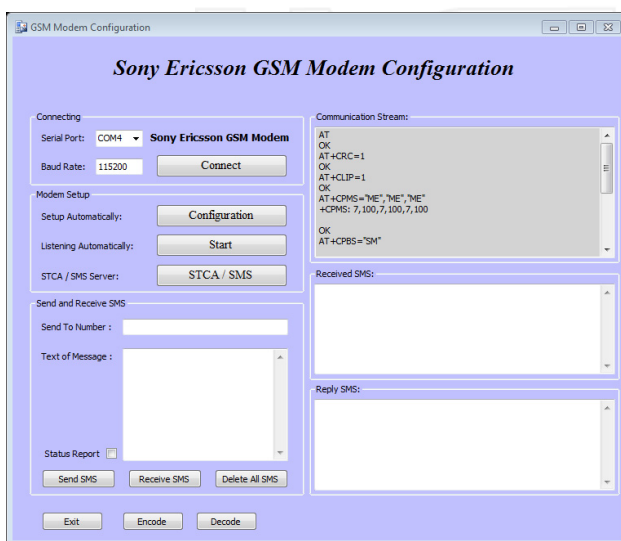 GSM Modem Configuration
Sony Ericsson GSM Modem Configuration
Connecting
Serial Port: COM4 Sony Ericsson GSM Modem
Baud Rate: 115200 Connect
Modem Setup
Setup Automatically: Configuration
Listening Automatically: Start
STCA / SMS Server: STCA / SMS
Send and Receive SMS
Send To Number :
Text of Message :
Status Report
Send SMS Receive SMS Delete All SMS
Exit Encode Decode
Communication Stream:
AT
OK
AT+CRC=1
OK
AT+CLIP=1
OK
AT+CPMS="ME","ME","ME"
+CPMS: 7,100,7,100,7,100
OK
AT+CPBS="SM"
Received SMS:
Reply SMS: